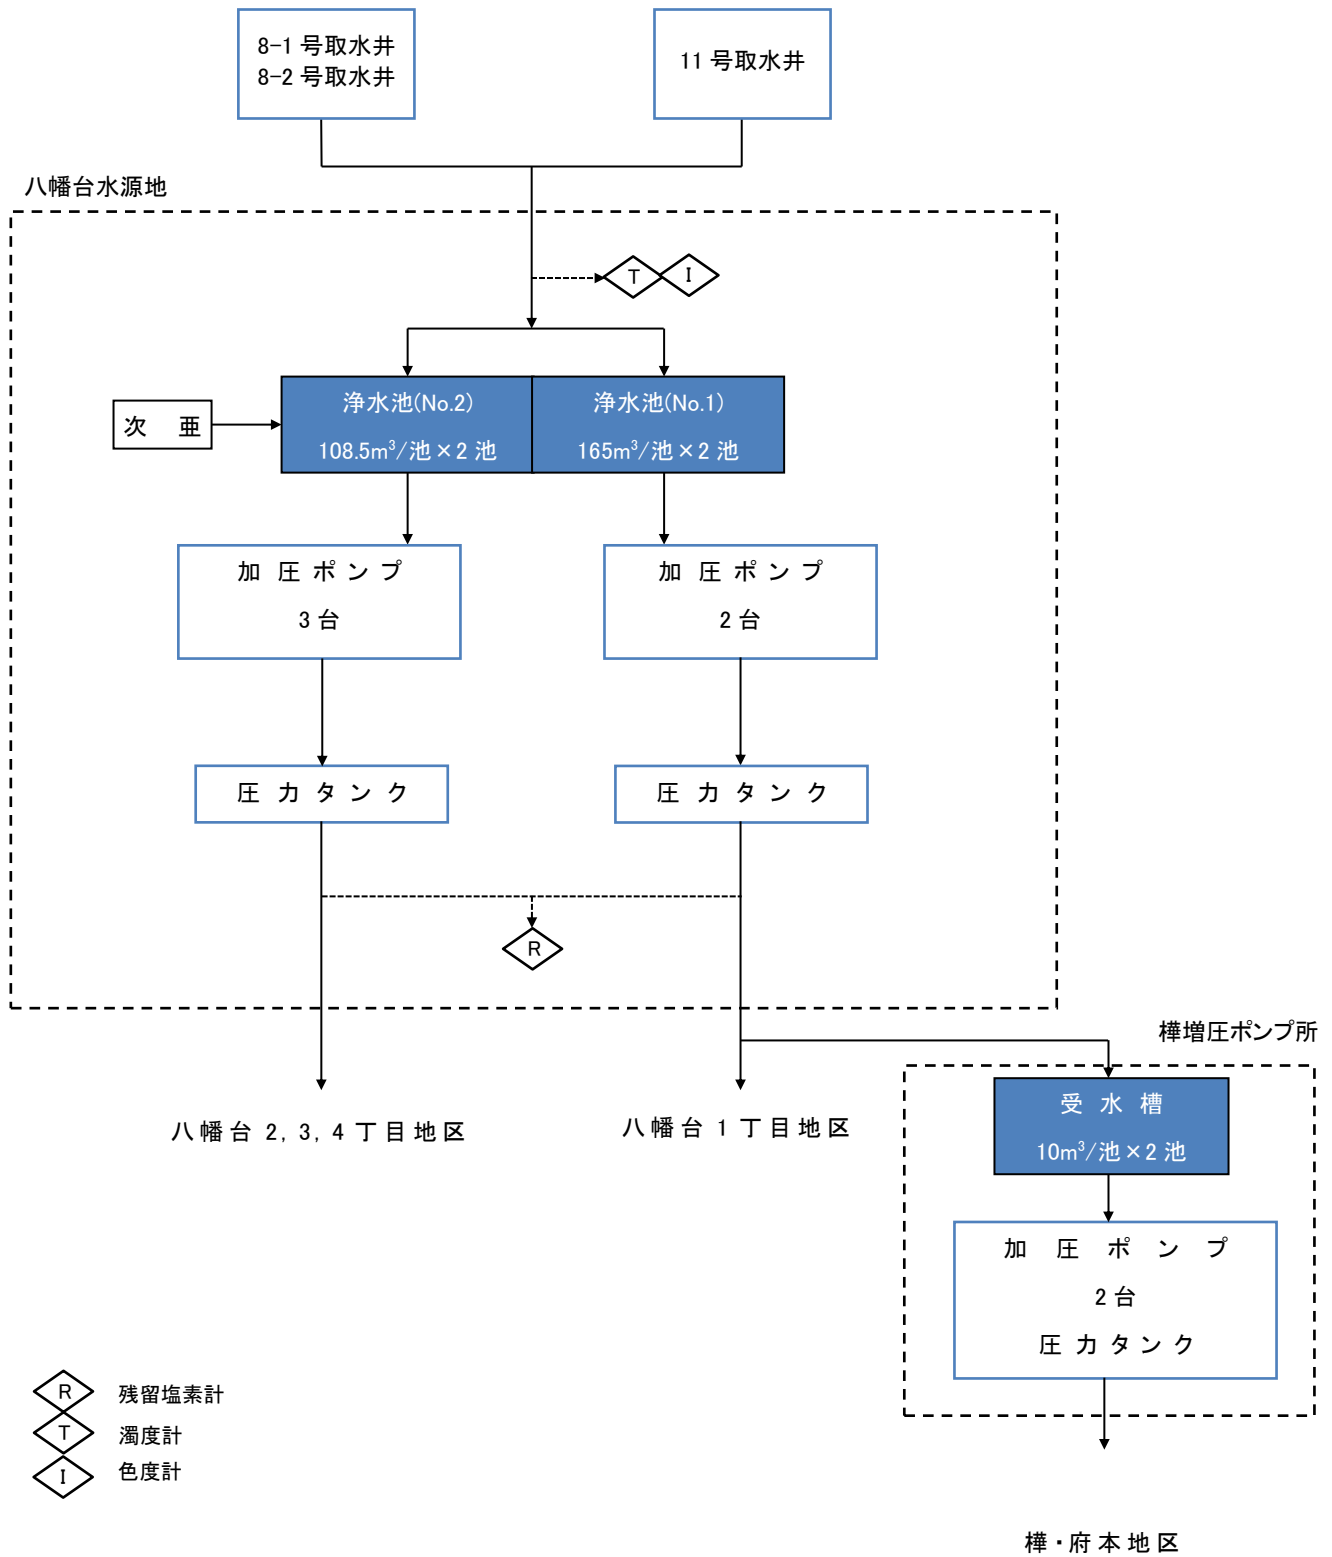 8-1 号取水井
8-2 号取水井
11 号取水井
八幡台水源地
T
I
浄水池(No.2)
108.5m³/池×2 池
浄水池(No.1)
165m³/池×2 池
次 亜
加 圧 ポ ン プ
3 台
加 圧 ポ ン プ
2 台
圧 力 タ ン ク
圧 力 タ ン ク
R
八 幡 台 2, 3, 4 丁 目 地 区
八 幡 台 1 丁 目 地 区
樺増圧ポンプ所
受 水 槽
10m³/池×2 池
加 圧 ポ ン プ
2 台
圧 力 タ ン ク
R 残留塩素計
T 濁度計
I 色度計
樺・府 本 地 区